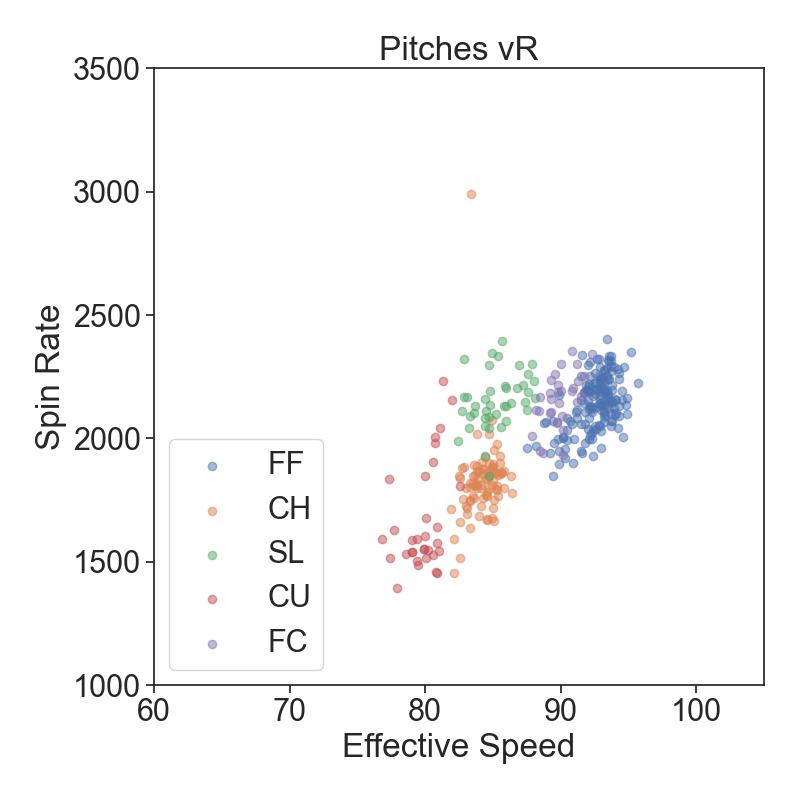 Pitches vR
3500
3000
2500
2000
1500
1000
Spin Rate
FF
CH
SL
CU
FC
60 70 80 90 100
Effective Speed